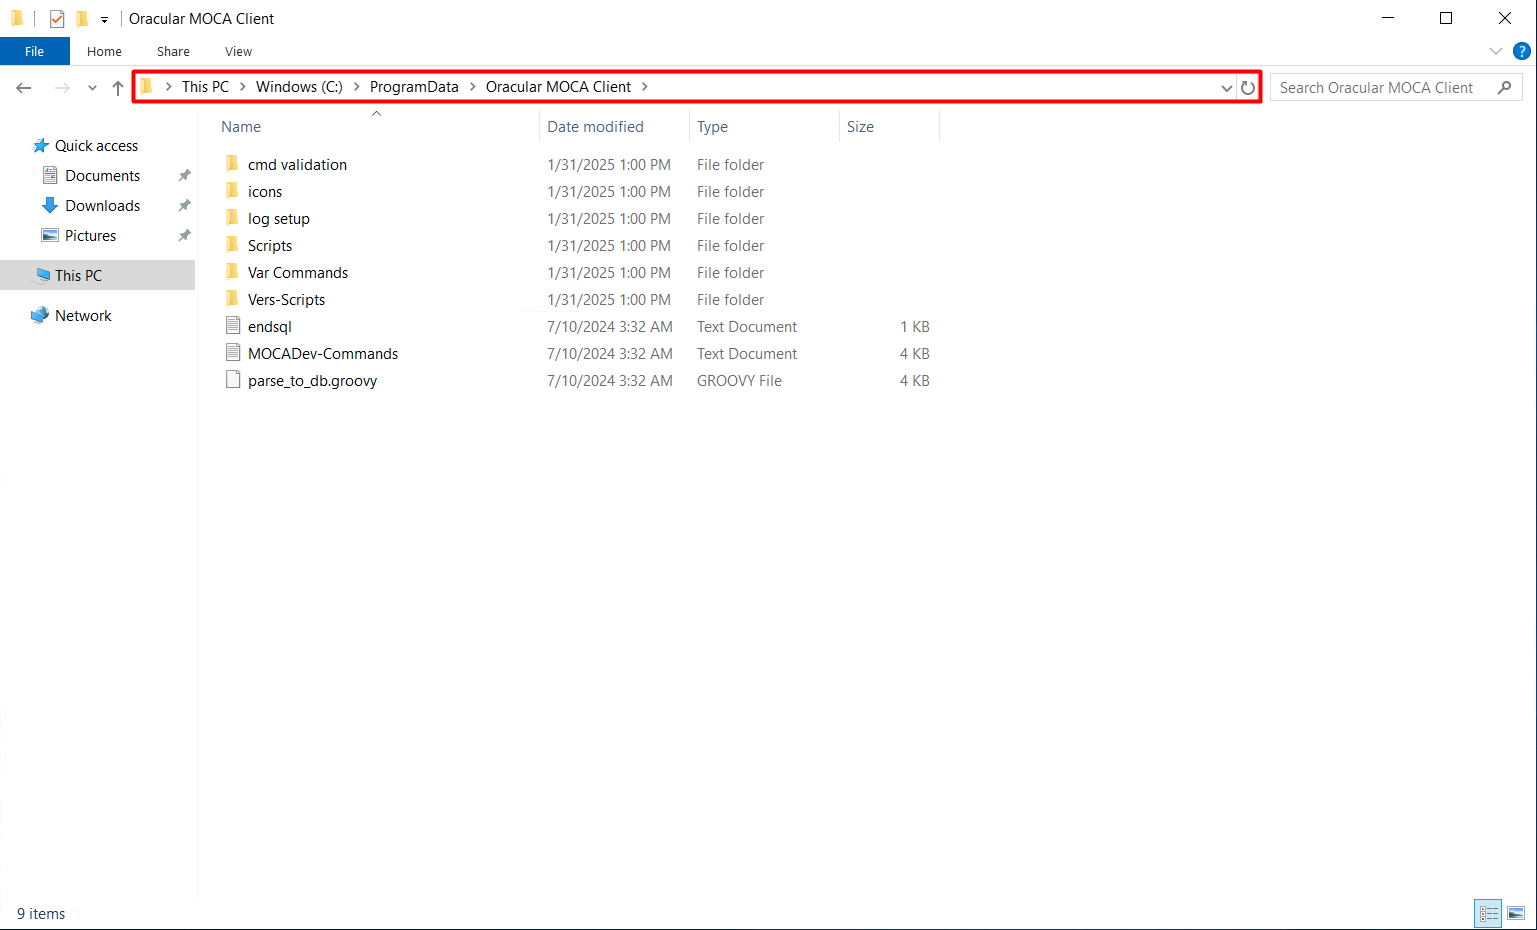 Oracular MOCA Client
File Home Share View
This PC Windows (C:) ProgramData Oracular MOCA Client Search Oracular MOCA Client
Name Date modified Type Size
Quick access
Documents
Downloads
Pictures
This PC
Network
cmd validation 1/31/2025 1:00 PM File folder
icons 1/31/2025 1:00 PM File folder
log setup 1/31/2025 1:00 PM File folder
Scripts 1/31/2025 1:00 PM File folder
Var Commands 1/31/2025 1:00 PM File folder
Vers-Scripts 1/31/2025 1:00 PM File folder
endsql 7/10/2024 3:32 AM Text Document 1 KB
MOCADev-Commands 7/10/2024 3:32 AM Text Document 4 KB
parse_to_db.groovy 7/10/2024 3:32 AM GROOVY File 4 KB
9 items